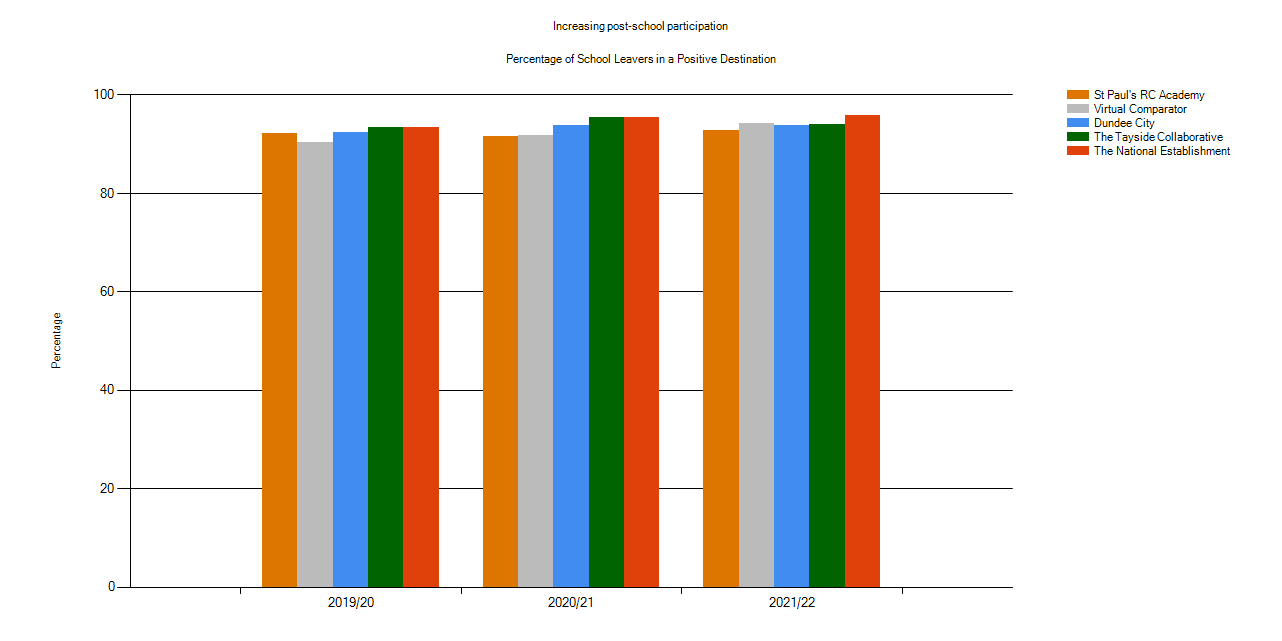 Increasing post-school participation
Percentage of School Leavers in a Positive Destination
100
80
60
40
20
0
Percentage
2019/20
2020/21
2021/22
St Paul's RC Academy
Virtual Comparator
Dundee City
The Tayside Collaborative
The National Establishment